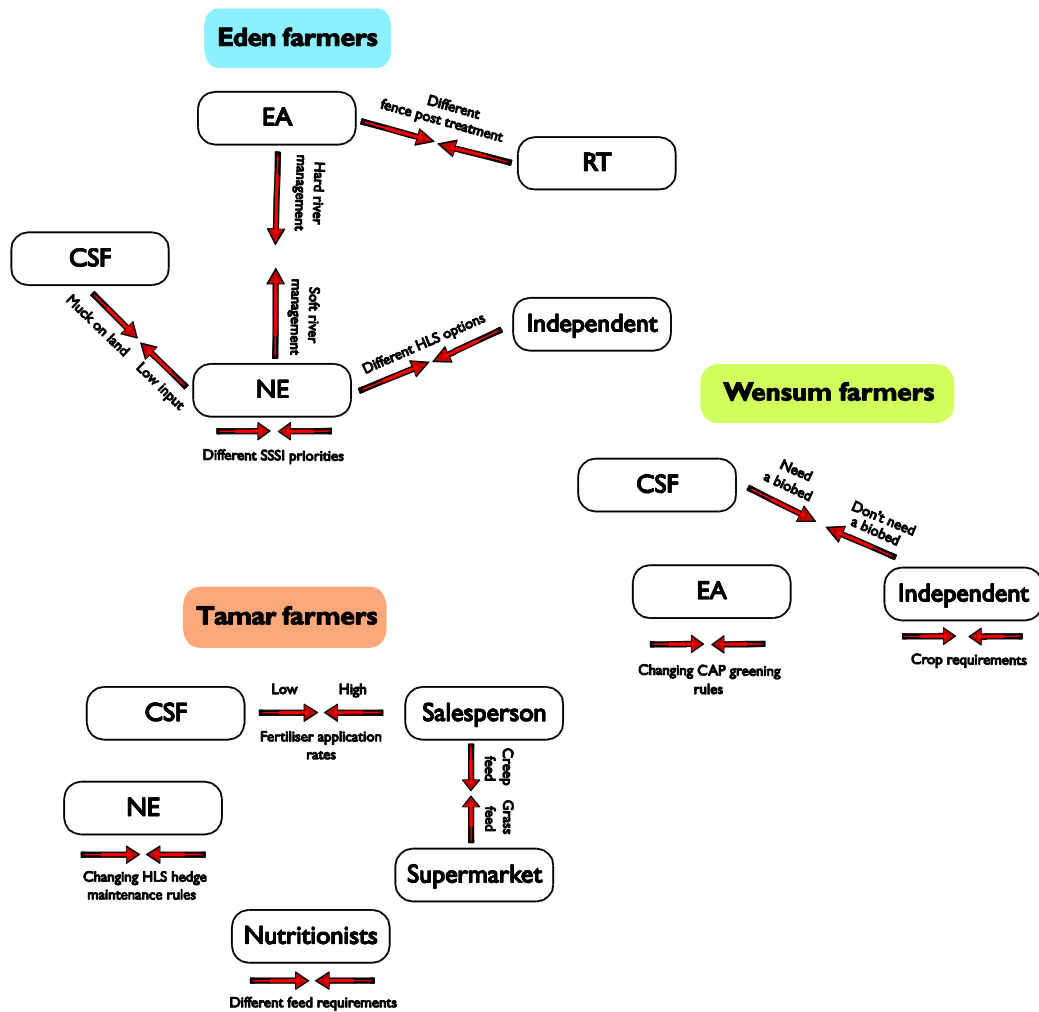 Eden farmers
EA
Different
fence post treatment
RT
Hard river
management
CSF
Soft river
management
Muck on land
Low input
Different HLS options
Independent
NE
Different SSSI priorities
Wensum farmers
CSF
Need
a biobed
Don't need
a biobed
EA
Changing CAP greening
rules
Independent
Crop requirements
Tamar farmers
CSF
Low
High
Fertiliser application
rates
Salesperson
Creep
feed
Grass
feed
NE
Changing HLS hedge
maintenance rules
Supermarket
Nutritionists
Different feed requirements